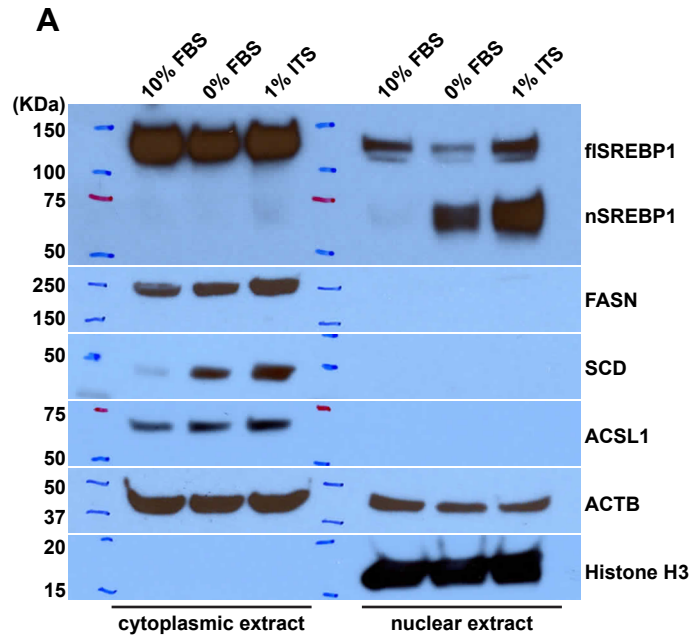 A
10% FBS 0% FBS 1% ITS 10% FBS 0% FBS 1% ITS
(KDa)
150 flSREBP1
100
75 nSREBP1
50
250 FASN
150
50 SCD
75 ACSL1
50
50 ACTB
37
20 Histone H3
15
cytoplasmic extract nuclear extract